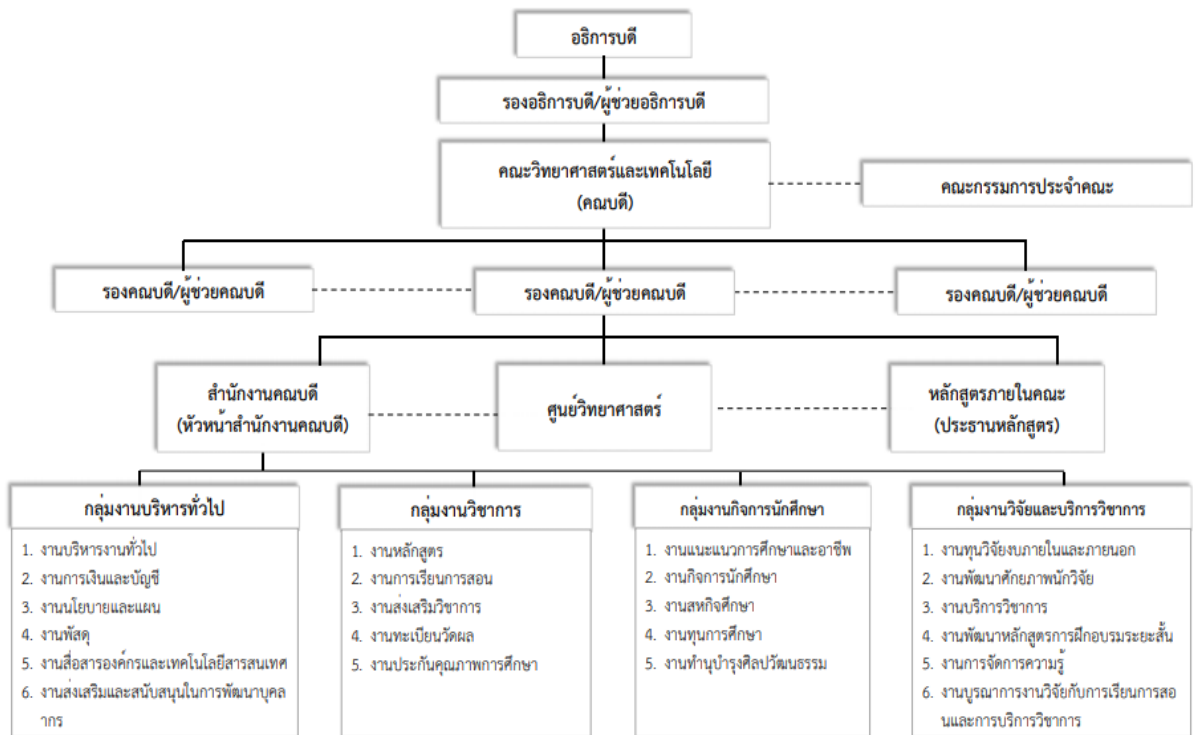 อธิการบดี
รองอธิการบดี/ผู้ช่วยอธิการบดี
คณะวิทยาศาสตร์และเทคโนโลยี
(คณบดี)
คณะกรรมการประจำคณะ
รองคณบดี/ผู้ช่วยคณบดี
รองคณบดี/ผู้ช่วยคณบดี
รองคณบดี/ผู้ช่วยคณบดี
สำนักงานคณบดี
(หัวหน้าสำนักงานคณบดี)
ศูนย์วิทยาศาสตร์
หลักสูตรภายในคณะ
(ประธานหลักสูตร)
กลุ่มงานบริหารทั่วไป
1. งานบริหารงานทั่วไป
2. งานการเงินและบัญชี
3. งานนโยบายและแผน
4. งานพัสดุ
5. งานสื่อสารองค์กรและเทคโนโลยีสารสนเทศ
6. งานส่งเสริมและสนับสนุนในการพัฒนาบุคล
ากร
กลุ่มงานวิชาการ
1. งานหลักสูตร
2. งานการเรียนการสอน
3. งานส่งเสริมวิชาการ
4. งานทะเบียนวัดผล
5. งานประกันคุณภาพการศึกษา
กลุ่มงานกิจการนักศึกษา
1. งานแนะแนวการศึกษาและอาชีพ
2. งานกิจการนักศึกษา
3. งานสหกิจศึกษา
4. งานทุนการศึกษา
5. งานทำนุบำรุงศิลปวัฒนธรรม
กลุ่มงานวิจัยและบริการวิชาการ
1. งานทุนวิจัยงบภายในและภายนอก
2. งานพัฒนาศักยภาพนักวิจัย
3. งานบริการวิชาการ
4. งานพัฒนาหลักสูตรการฝึกอบรมระยะสั้น
5. งานการจัดการความรู้
6. งานบูรณาการงานวิจัยกับการเรียนการสอ
นและการบริการวิชาการ